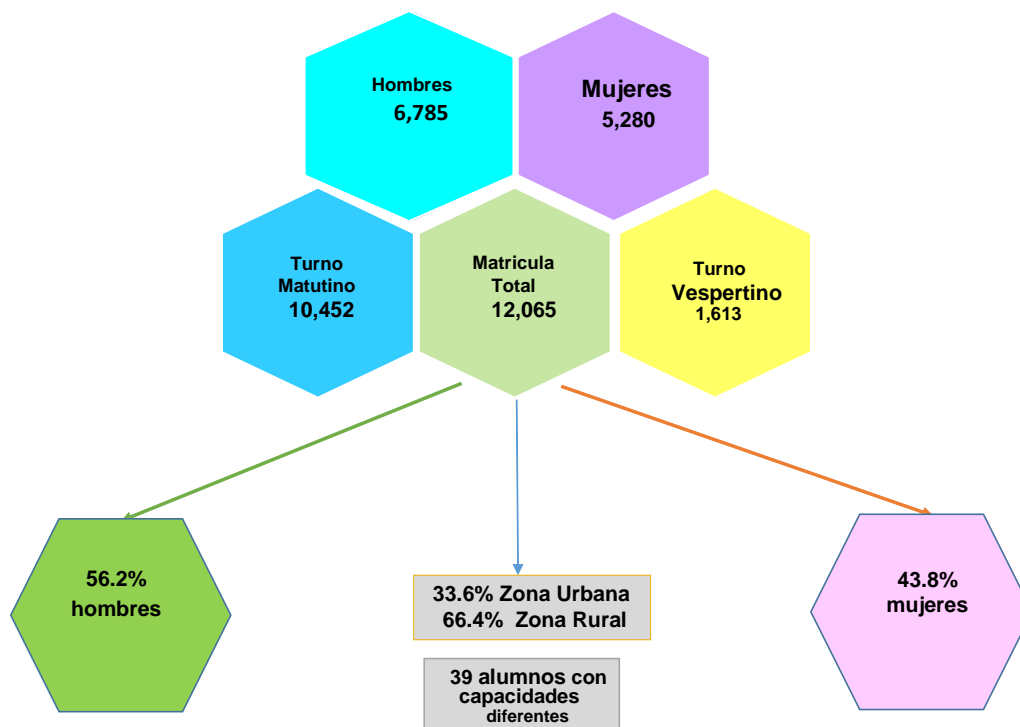 Hombres
6,785
Mujeres
5,280
Turno
Matutino
10,452
Matricula
Total
12,065
Turno
Vespertino
1,613
56.2%
hombres
33.6% Zona Urbana
66.4% Zona Rural
43.8%
mujeres
39 alumnos con
capacidades
diferentes